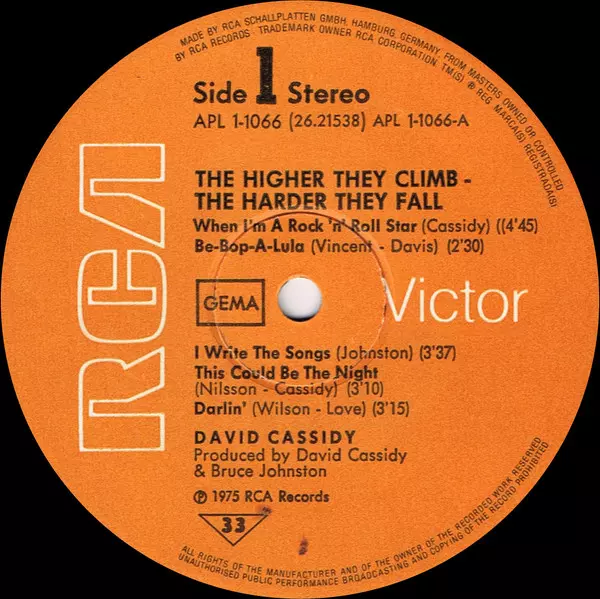 MADE BY RCA SCHALLPLATTEN GMBH, HAMBURG, GERMANY, FROM MASTERS OWNED OR CONTROLLED
BY RCA RECORDS. TRADEMARK OWNER RCA CORPORATION. TM(S) ® REG. MARCA(S) REGISTRADA(S)
Side 1 Stereo
APL 1-1066 (26.21538) APL 1-1066-A
THE HIGHER THEY CLIMB -
THE HARDER THEY FALL
When I'm A Rock 'n' Roll Star (Cassidy) ((4'45)
Be-Bop-A-Lula (Vincent - Davis) (2'30)
RCA
GEMA
Victor
I Write The Songs (Johnston) (3'37)
This Could Be The Night
(Nilsson - Cassidy) (3'10)
Darlin' (Wilson - Love) (3'15)
DAVID CASSIDY
Produced by David Cassidy
& Bruce Johnston
℗ 1975 RCA Records
33
ALL RIGHTS OF THE MANUFACTURER AND OF THE OWNER OF THE RECORDED WORK RESERVED
UNAUTHORISED PUBLIC PERFORMANCE BROADCASTING AND COPYING OF THE RECORD PROHIBITED